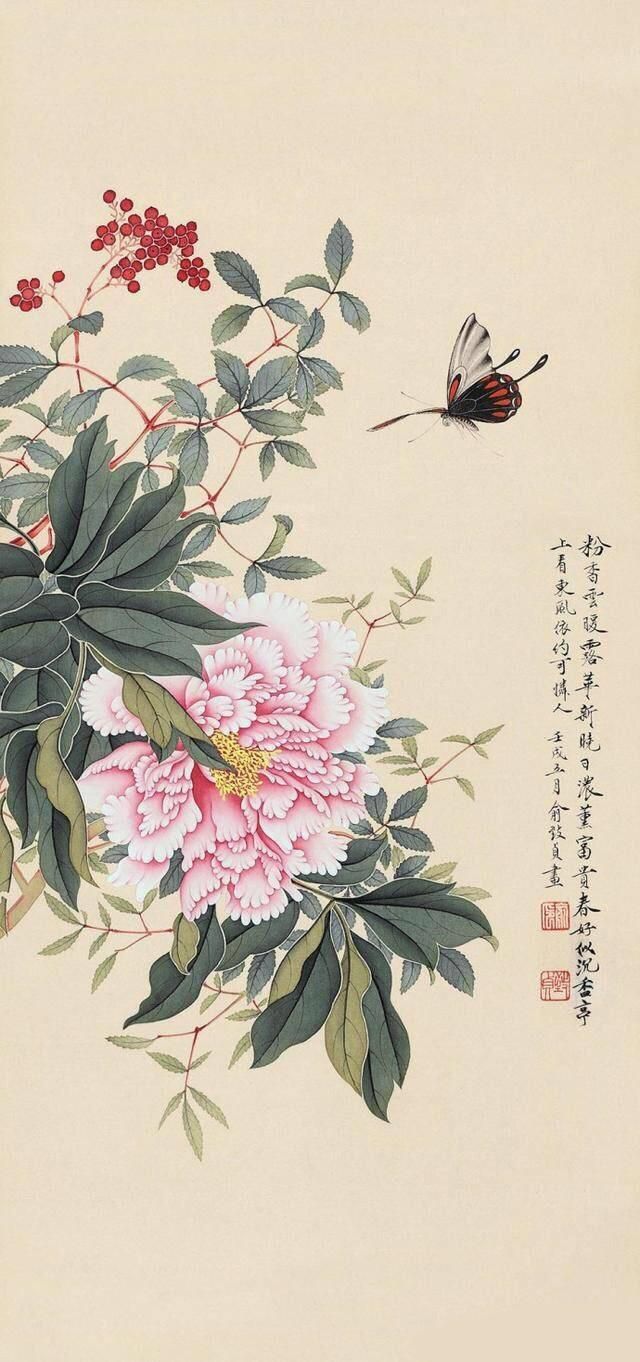 粉香雲暖露華新曉日濃薰富貴春好似沉香亭
上看東風依約可憐人 壬戌五月俞致貞畫